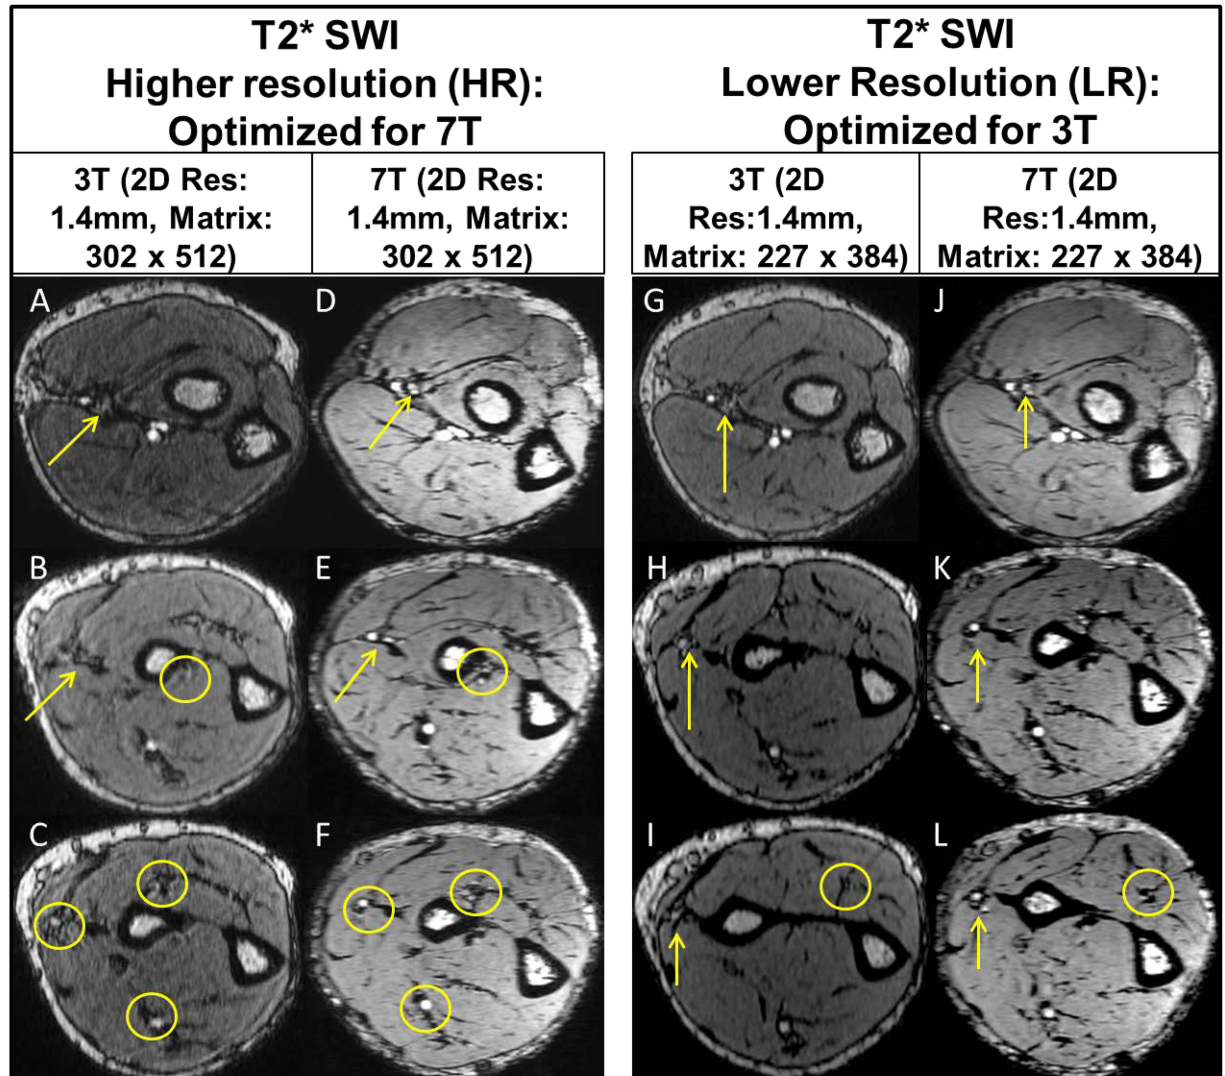 T2* SWI
Higher resolution (HR):
Optimized for 7T
T2* SWI
Lower Resolution (LR):
Optimized for 3T
3T (2D Res:
1.4mm, Matrix:
302 x 512)
7T (2D Res:
1.4mm, Matrix:
302 x 512)
3T (2D
Res:1.4mm,
Matrix: 227 x 384)
7T (2D
Res:1.4mm,
Matrix: 227 x 384)
A
D
G
J
B
E
H
K
C
F
I
L